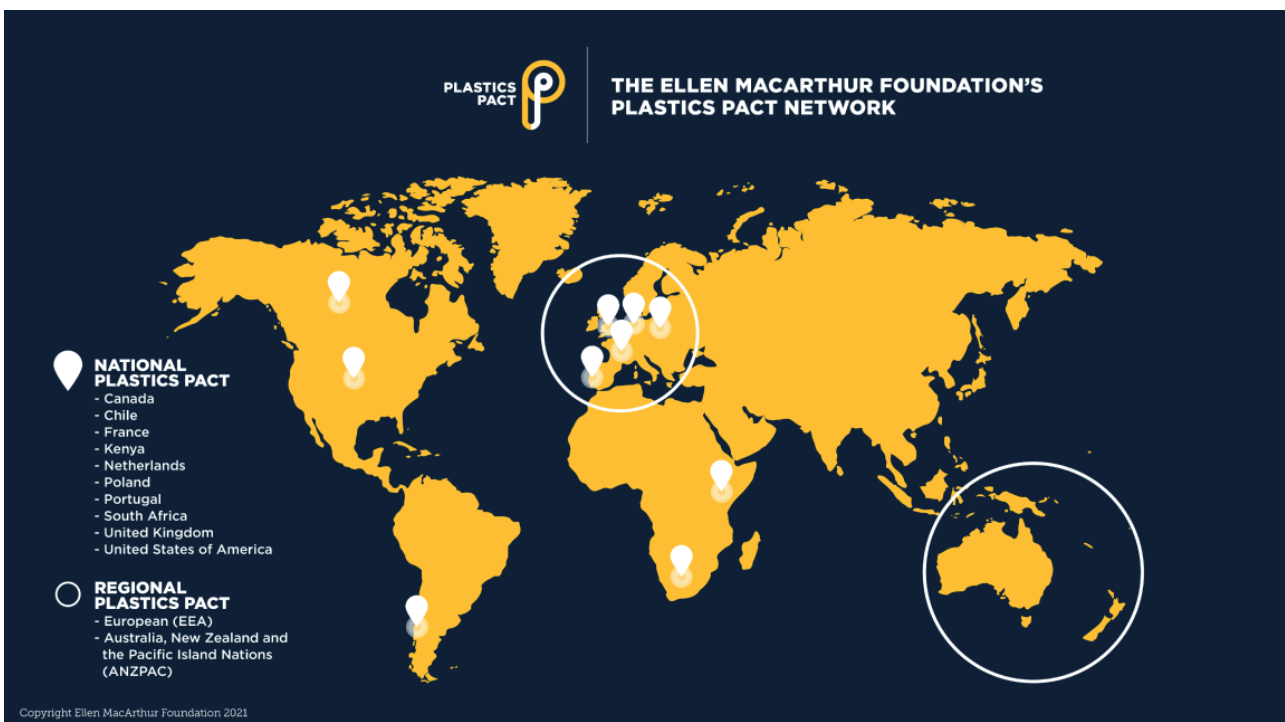 PLASTICS
PACT
THE ELLEN MACARTHUR FOUNDATION'S
PLASTICS PACT NETWORK
NATIONAL
PLASTICS PACT
- Canada
- Chile
- France
- Kenya
- Netherlands
- Poland
- Portugal
- South Africa
- United Kingdom
- United States of America
REGIONAL
PLASTICS PACT
- European (EEA)
- Australia, New Zealand and
the Pacific Island Nations
(ANZPAC)
Copyright Ellen MacArthur Foundation 2021